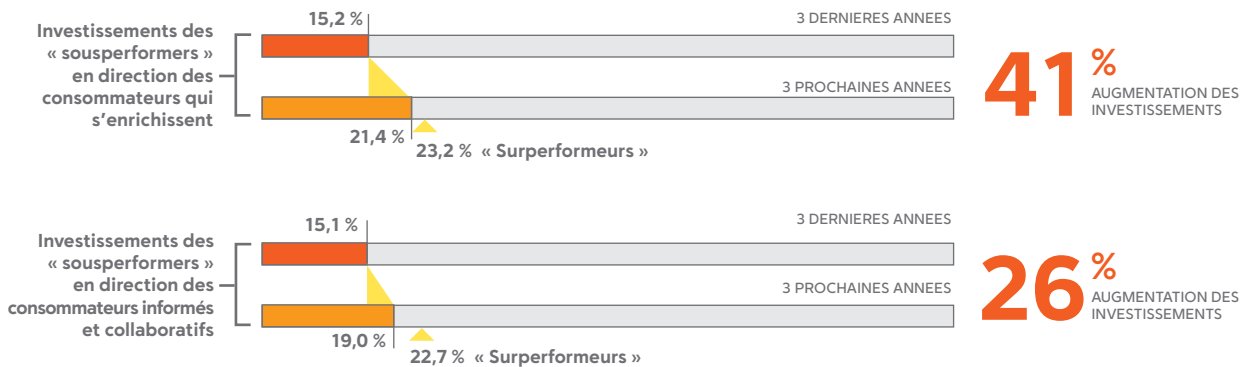 Investissements des
« sousperformers »
en direction des
consommateurs qui
s’enrichissent
15,2 %
3 DERNIERES ANNEES
3 PROCHAINES ANNEES
21,4 %
23,2 % « Surperformeurs »
41 %
AUGMENTATION DES
INVESTISSEMENTS
Investissements des
« sousperformers »
en direction des
consommateurs informés
et collaboratifs
15,1 %
3 DERNIERES ANNEES
3 PROCHAINES ANNEES
19,0 %
22,7 % « Surperformeurs »
26 %
AUGMENTATION DES
INVESTISSEMENTS